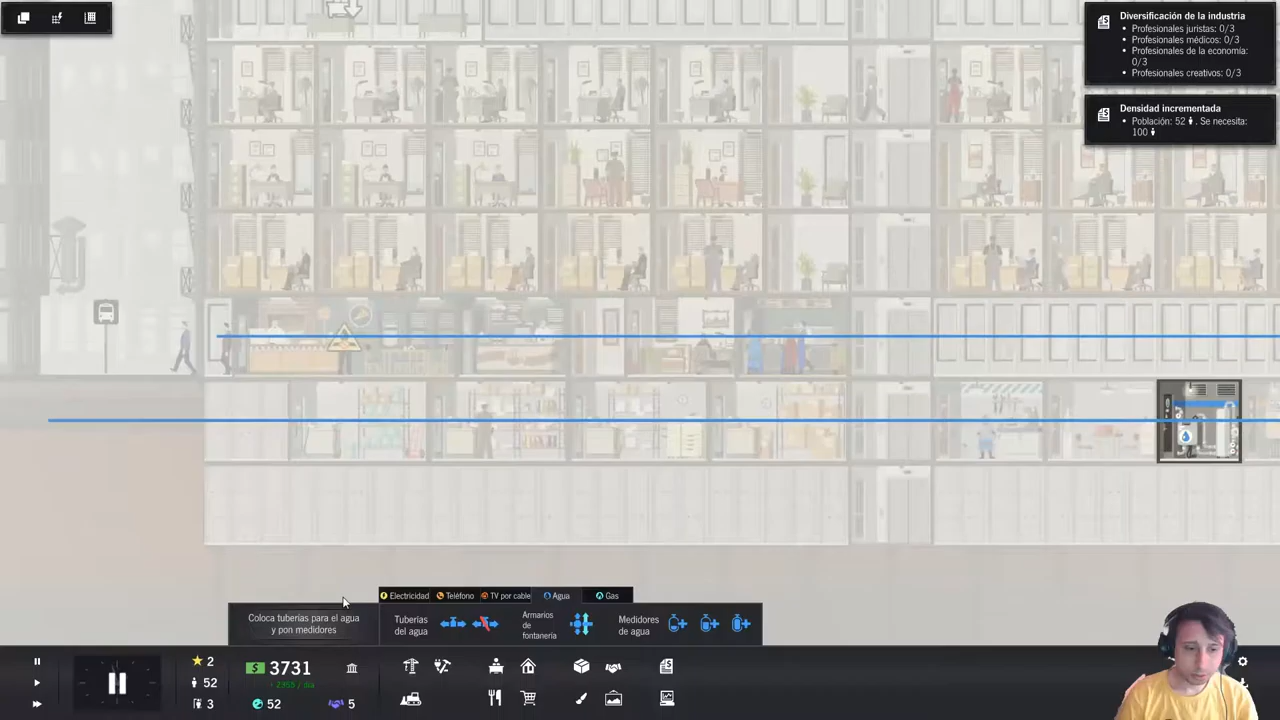 Diversificación de la industria
• Profesionales juristas: 0/3
• Profesionales médicos: 0/3
• Profesionales de la economía:
0/3
• Profesionales creativos: 0/3
Densidad incrementada
• Población: 52 . Se necesita:
100
Electricidad
Teléfono
TV por cable
Agua
Gas
Coloca tuberías para el agua
y pon medidores
Tuberías
del agua
Armarios
de
fontanería
Medidores
de agua
2
52
3
3731
+ 295$ / día
52
5